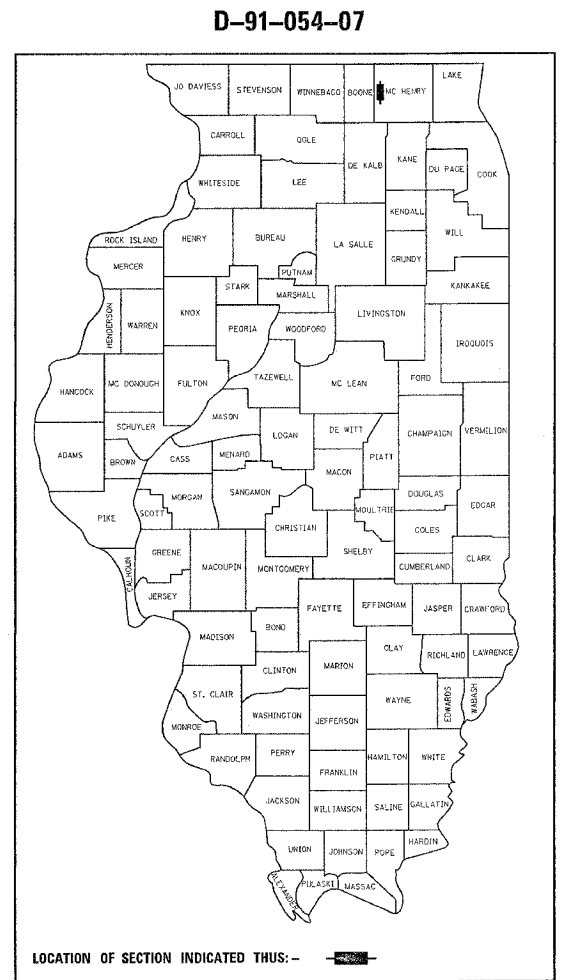 D-91-054-07
LAKE
JO DAVIESS STEVENSON WINNEBAGO BOONE MC HENRY
CARROLL OGLE
DE KALB KANE DU PAGE COOK
WHITESIDE LEE
KENDALL
ROCK ISLAND HENRY BUREAU LA SALLE WILL
MERCER PUTNAM GRUNDY
STARK MARSHALL KANKAKEE
HENDERSON WARREN KNOX PEORIA WOODFORD LIVINGSTON
IROQUOIS
HANCOCK MC DONOUGH FULTON TAZEWELL MC LEAN FORD
MASON
SCHUYLER LOGAN DE WITT CHAMPAIGN VERMILION
ADAMS BROWN CASS MENARD PIATT
MACON
MORGAN SANGAMON DOUGLAS
PIKE SCOTT MOULTRIE EDGAR
CHRISTIAN COLES
GREENE SHELBY
CALHOUN MACOUPIN MONTGOMERY CUMBERLAND CLARK
JERSEY
FAYETTE EFFINGHAM JASPER CRAWFORD
MADISON BOND
CLAY RICHLAND LAWRENCE
CLINTON MARION
ST. CLAIR WAYNE EDWARDS WABASH
WASHINGTON JEFFERSON
MONROE
RANDOLPH PERRY HAMILTON WHITE
FRANKLIN
JACKSON WILLIAMSON SALINE GALLATIN
HARDIN
UNION JOHNSON POPE
ALEXANDER PULASKI MASSAC
LOCATION OF SECTION INDICATED THUS:-